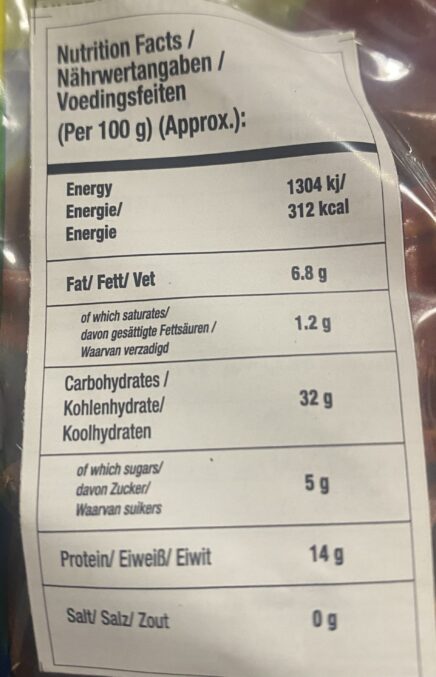 Nutrition Facts /
Nährwertangaben /
Voedingsfeiten
(Per 100 g) (Approx.):
Energy
Energie/
Energie
1304 kj/
312 kcal
Fat/ Fett/ Vet
6.8 g
of which saturates/
davon gesättigte Fettsäuren /
Waarvan verzadigd
1.2 g
Carbohydrates /
Kohlenhydrate/
Koolhydraten
32 g
of which sugars/
davon Zucker/
Waarvan suikers
5 g
Protein/ Eiweiß/ Eiwit
14 g
Salt/ Salz/ Zout
0 g